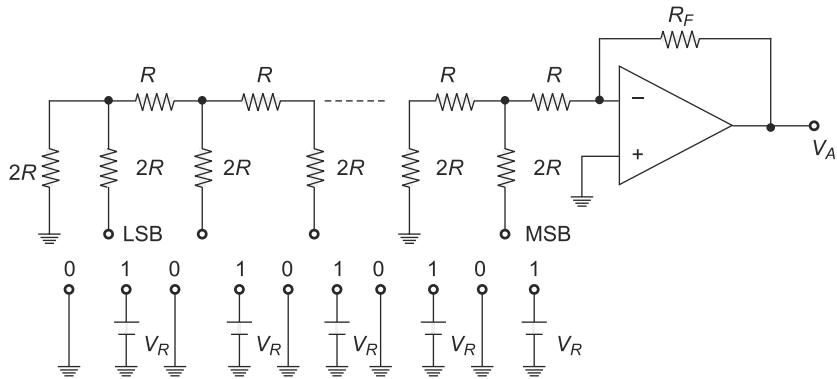 R_F
R R R R
2R 2R 2R 2R 2R 2R
− +
V_A
LSB MSB
0 1 0 1 0 1 0 1 0 1
V_R V_R V_R V_R V_R